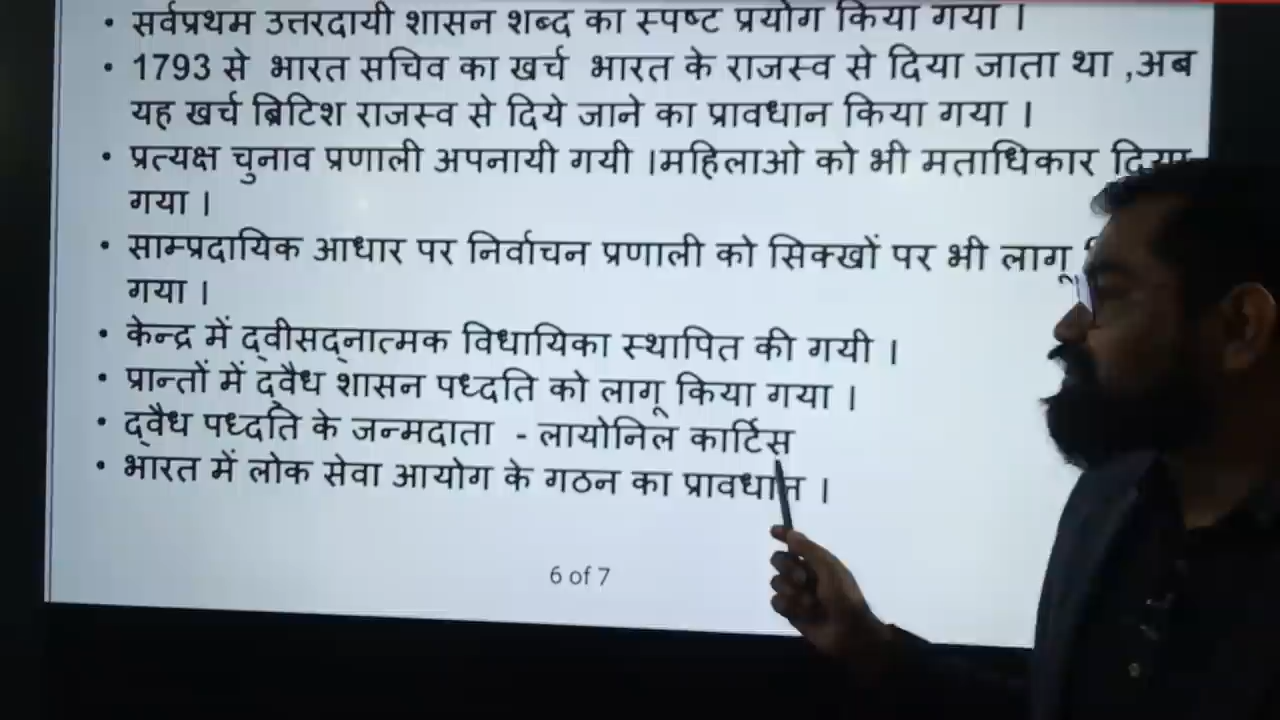 • सर्वप्रथम उत्तरदायी शासन शब्द का स्पष्ट प्रयोग किया गया ।
• 1793 से भारत सचिव का खर्च भारत के राजस्व से दिया जाता था ,अब
यह खर्च ब्रिटिश राजस्व से दिये जाने का प्रावधान किया गया ।
• प्रत्यक्ष चुनाव प्रणाली अपनायी गयी ।महिलाओ को भी मताधिकार दिया
गया ।
• साम्प्रदायिक आधार पर निर्वाचन प्रणाली को सिक्खों पर भी लागू
गया ।
• केन्द्र में द्वीसद्नात्मक विधायिका स्थापित की गयी ।
• प्रान्तों में द्वैध शासन पध्दति को लागू किया गया ।
• द्वैध पध्दति के जन्मदाता - लायोनिल कार्टिस
• भारत में लोक सेवा आयोग के गठन का प्रावधान ।
6 of 7